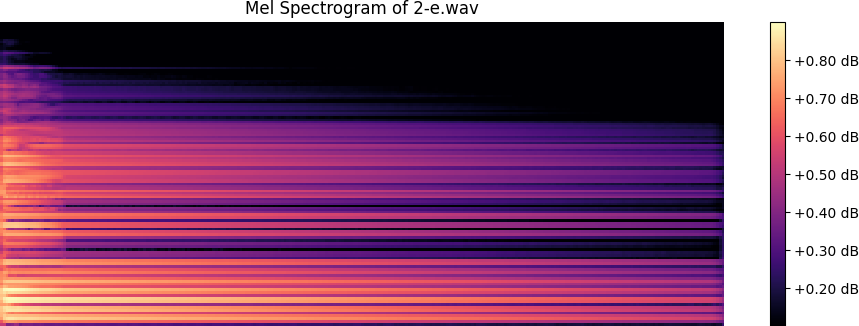 Mel Spectrogram of 2-e.wav
+0.80 dB
+0.70 dB
+0.60 dB
+0.50 dB
+0.40 dB
+0.30 dB
+0.20 dB